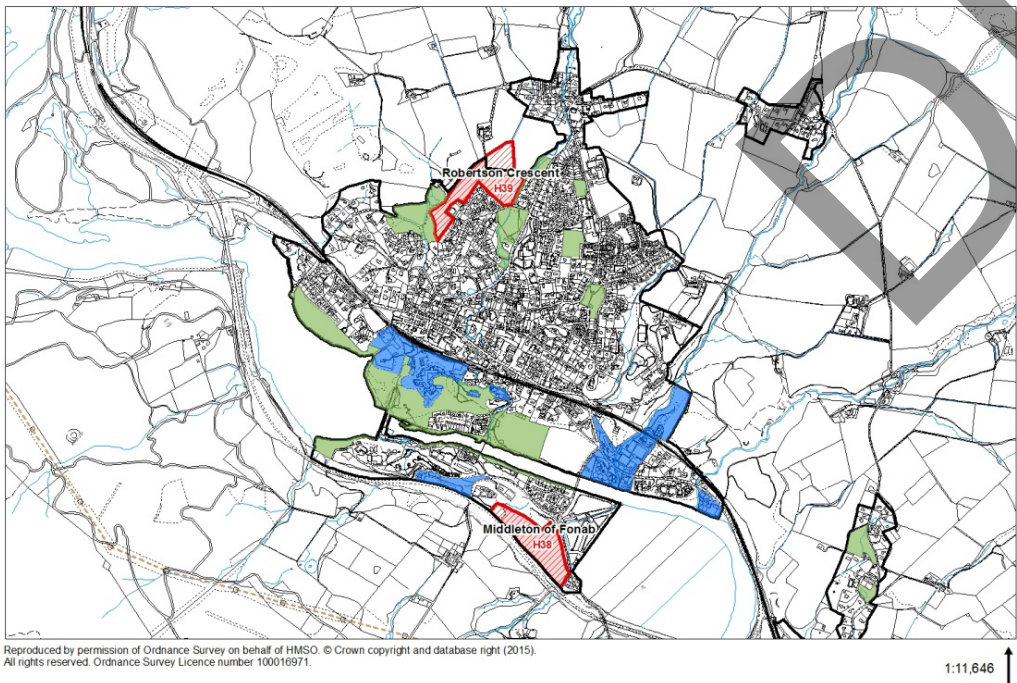 Robertson Crescent
H39
Middleton of Fonab
H38
Reproduced by permission of Ordnance Survey on behalf of HMSO. © Crown copyright and database right (2015).
All rights reserved. Ordnance Survey Licence number 100016971.
1:11,646
D